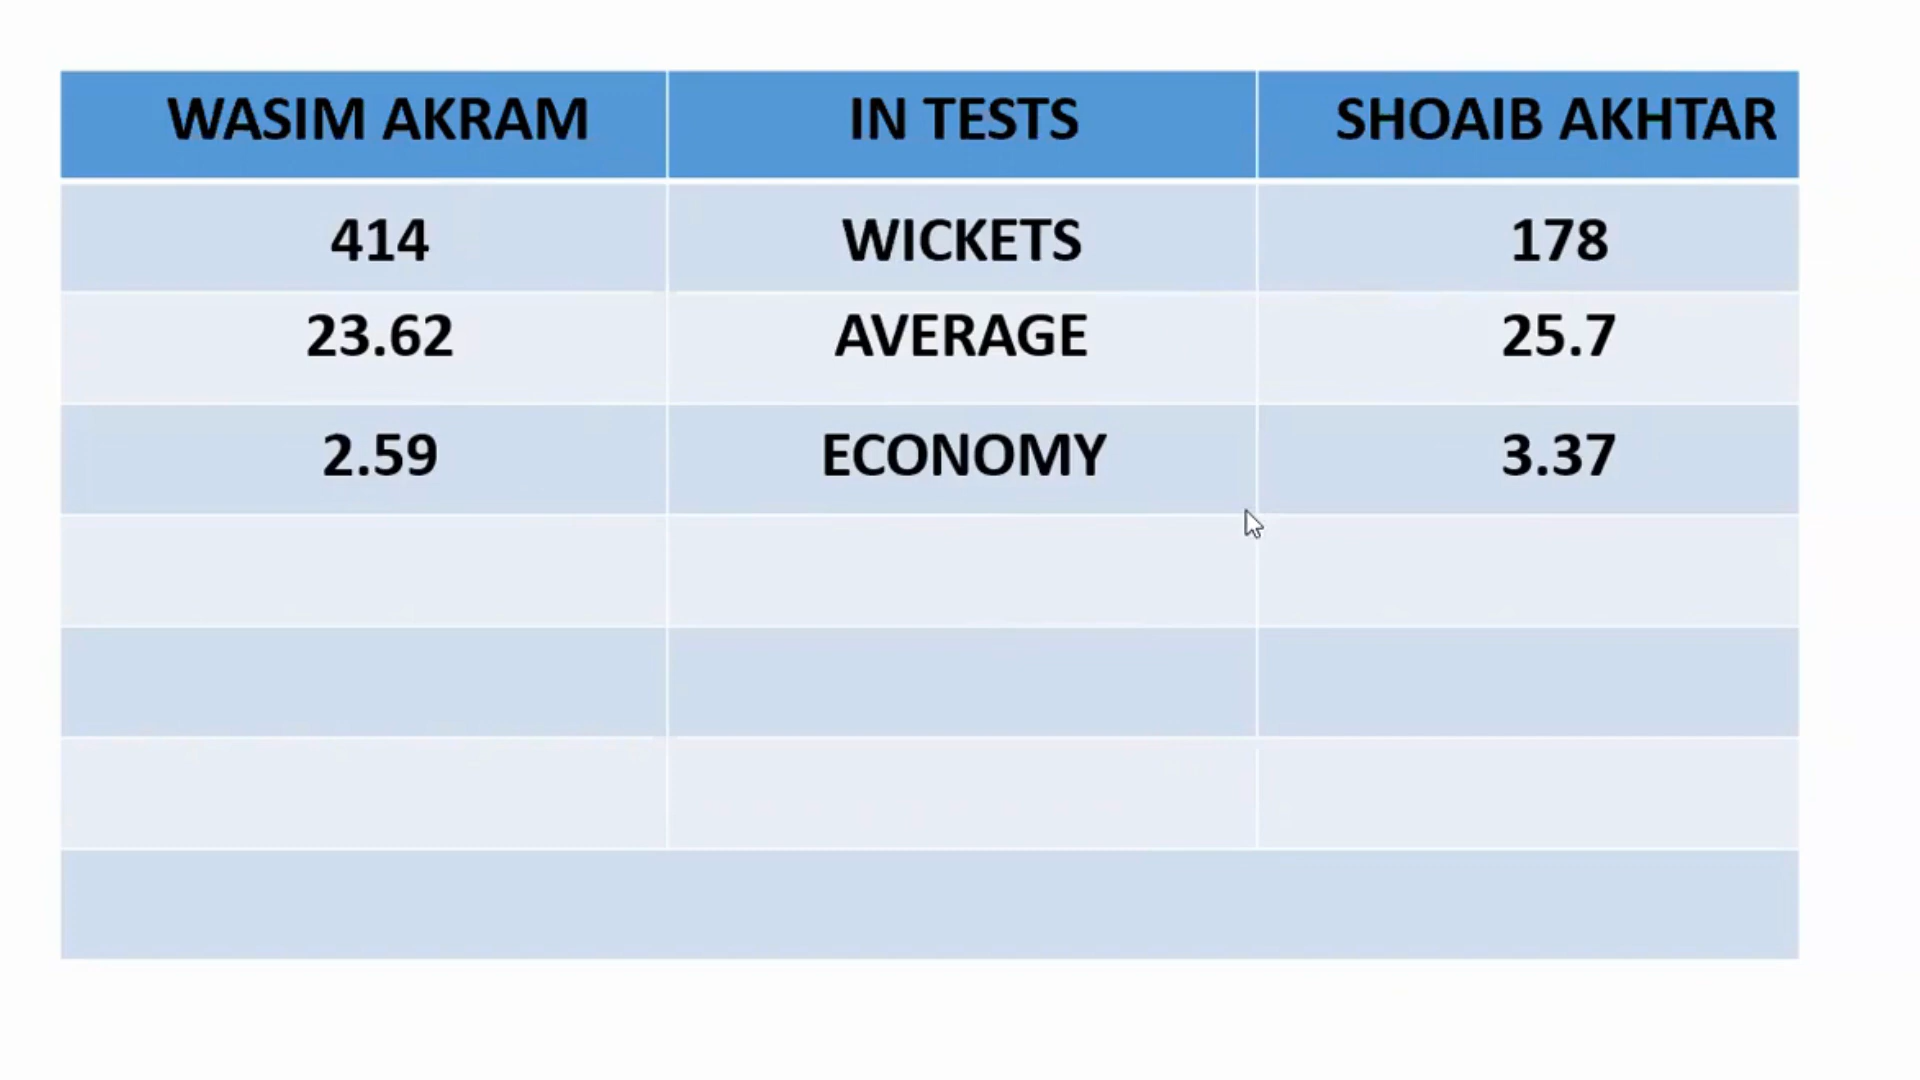 WASIM AKRAM IN TESTS SHOAIB AKHTAR
414 WICKETS 178
23.62 AVERAGE 25.7
2.59 ECONOMY 3.37